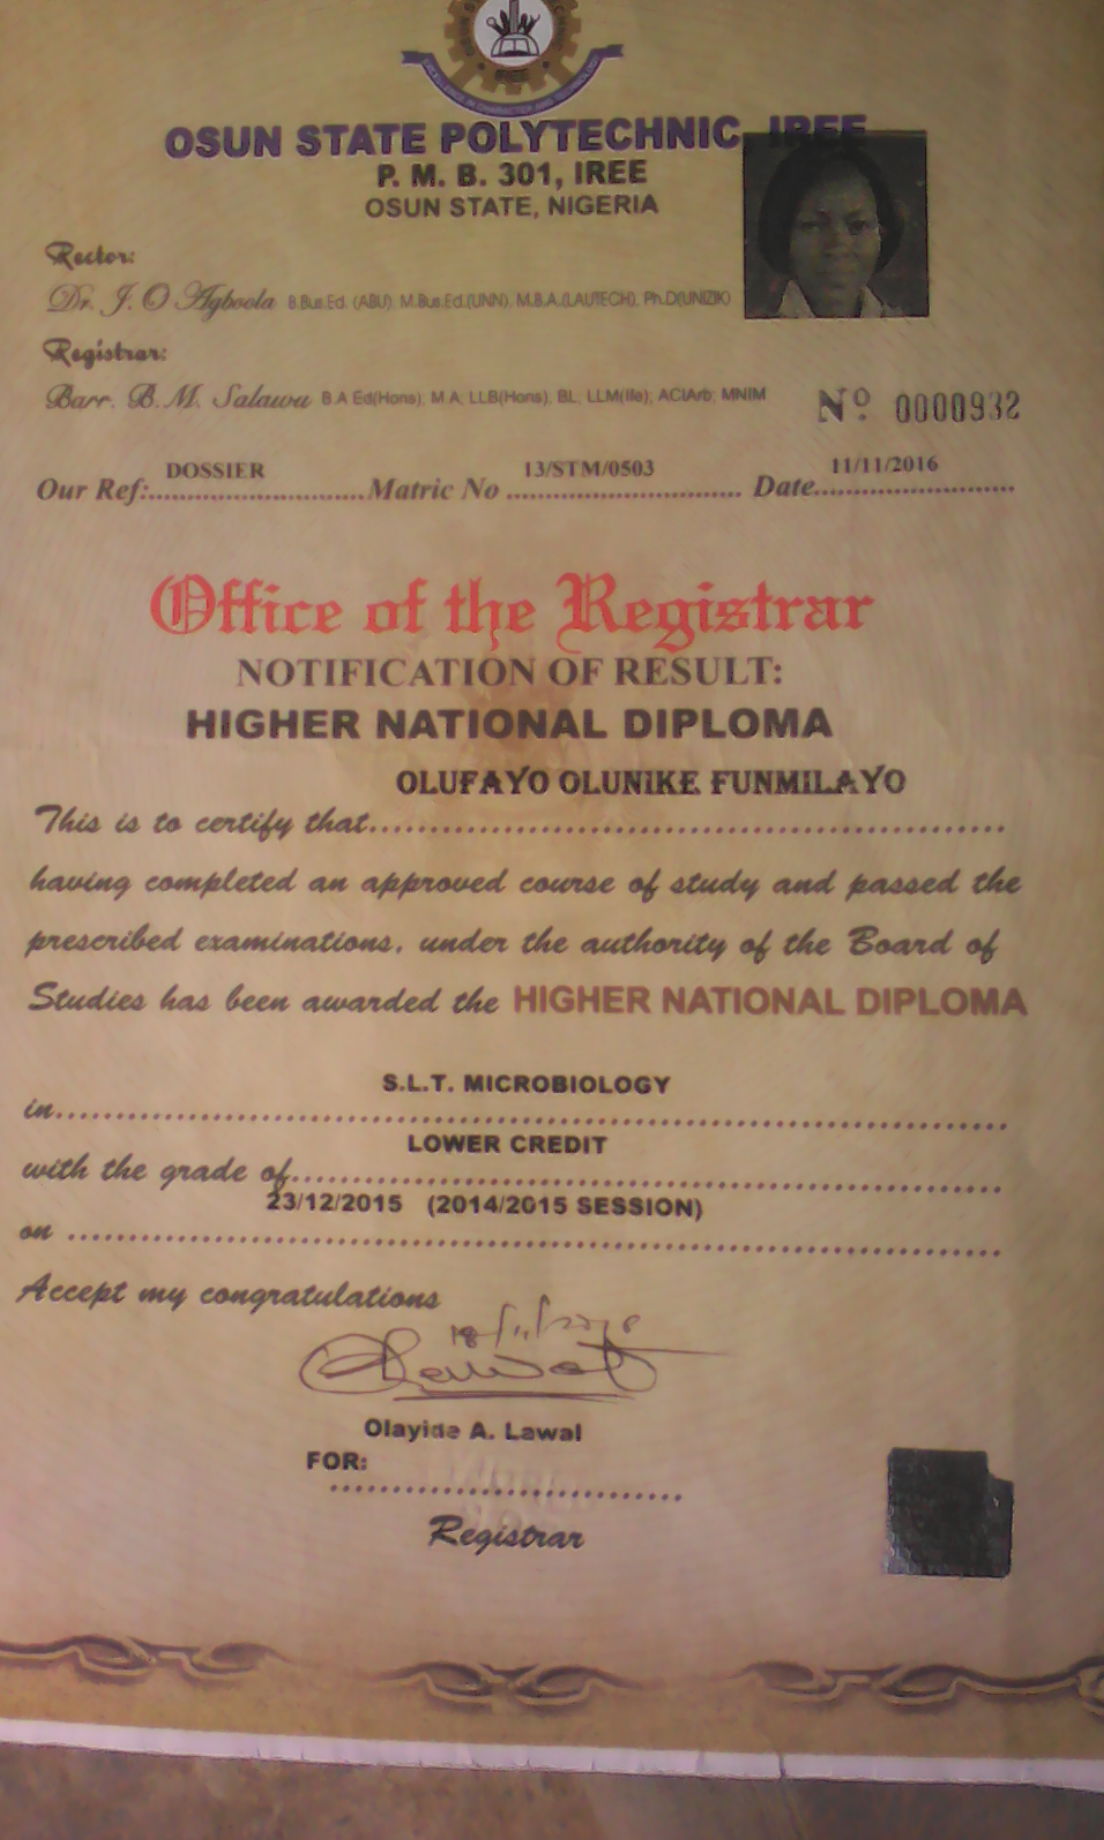 EXCELLENCE IN CHARACTER AND TECHNOLOGY
OSUN STATE POLYTECHNIC, IREE
P. M. B. 301, IREE
OSUN STATE, NIGERIA
Rector:
Dr. J. O Agboola B.Bus.Ed. (ABU), M.Bus.Ed.(UNN), M.B.A.(LAUTECH), Ph.D(UNIZIK)
Registrar:
Barr. B. M. Salawu B.A Ed(Hons), M A, LLB(Hons), BL, LLM(Ife), ACIArb, MNIM
Nº 0000932
Our Ref: DOSSIER Matric No 13/STM/0503 Date 11/11/2016
Office of the Registrar
NOTIFICATION OF RESULT:
HIGHER NATIONAL DIPLOMA
This is to certify that OLUFAYO OLUNIKE FUNMILAYO
having completed an approved course of study and passed the
prescribed examinations, under the authority of the Board of
Studies has been awarded the HIGHER NATIONAL DIPLOMA
in S.L.T. MICROBIOLOGY
with the grade of LOWER CREDIT
on 23/12/2015 (2014/2015 SESSION)
Accept my congratulations
Olayide A. Lawal
FOR:
Registrar